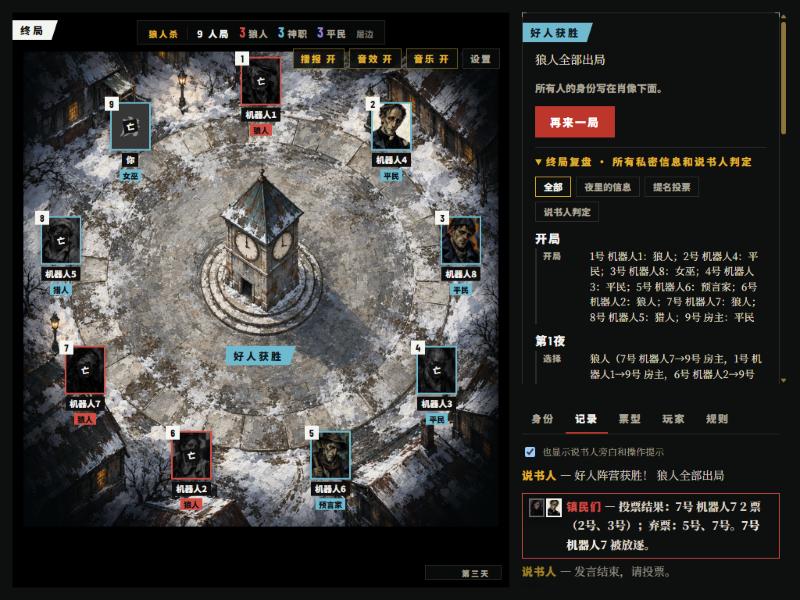 终局
狼人杀 9 人局 3 狼人 3 神职 3 平民 屠边
播报 开 音效 开 音乐 开 设置
1
亡
机器人1
狼人
9
亡
你
女巫
2
机器人4
平民
8
亡
机器人5
猎人
3
机器人8
平民
7
亡
机器人7
狼人
好人获胜
4
亡
机器人3
平民
6
亡
机器人2
狼人
5
机器人6
预言家
第三天
好人获胜
狼人全部出局
所有人的身份写在肖像下面。
再来一局
▼ 终局复盘 · 所有私密信息和说书人判定
全部 夜里的信息 提名投票
说书人判定
开局
开局 1号 机器人1：狼人；2号 机器人4：平
民；3号 机器人8：女巫；4号 机器人
3：平民；5号 机器人6：预言家；6号
机器人2：狼人；7号 机器人7：狼人；
8号 机器人5：猎人；9号 房主：平民
第1夜
选择 狼人（7号 机器人7→9号 房主，1号 机
器人1→9号 房主，6号 机器人2→9号
身份 记录 票型 玩家 规则
也显示说书人旁白和操作提示
说书人 — 好人阵营获胜！ 狼人全部出局
镇民们 — 投票结果：7号 机器人7 2 票
（2号、3号）；弃票：5号、7号。7号
机器人7 被放逐。
说书人 — 发言结束，请投票。